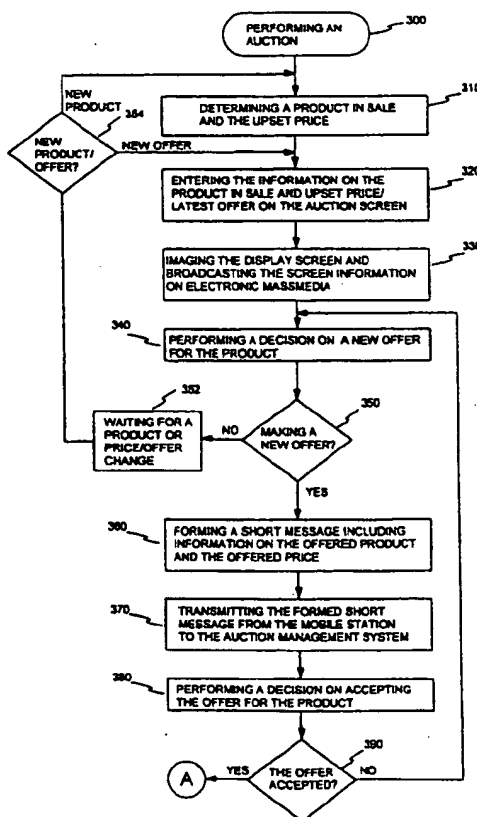 PERFORMING AN
AUCTION
300
NEW
PRODUCT
354
310
DETERMINING A PRODUCT IN SALE
AND THE UPSET PRICE
NEW
PRODUCT/
OFFER?
NEW OFFER
320
ENTERING THE INFORMATION ON THE
PRODUCT IN SALE AND UPSET PRICE/
LATEST OFFER ON THE AUCTION SCREEN
330
IMAGING THE DISPLAY SCREEN AND
BROADCASTING THE SCREEN INFORMATION
ON ELECTRONIC MASSMEDIA
340
PERFORMING A DECISION ON A NEW OFFER
FOR THE PRODUCT
352
350
WAITING FOR A
PRODUCT OR
PRICE/OFFER
CHANGE
NO
MAKING A
NEW OFFER?
YES
360
FORMING A SHORT MESSAGE INCLUDING
INFORMATION ON THE OFFERED PRODUCT
AND THE OFFERED PRICE
370
TRANSMITTING THE FORMED SHORT
MESSAGE FROM THE MOBILE STATION
TO THE AUCTION MANAGEMENT SYSTEM
380
PERFORMING A DECISION ON ACCEPTING
THE OFFER FOR THE PRODUCT
390
A
YES
THE OFFER
ACCEPTED?
NO